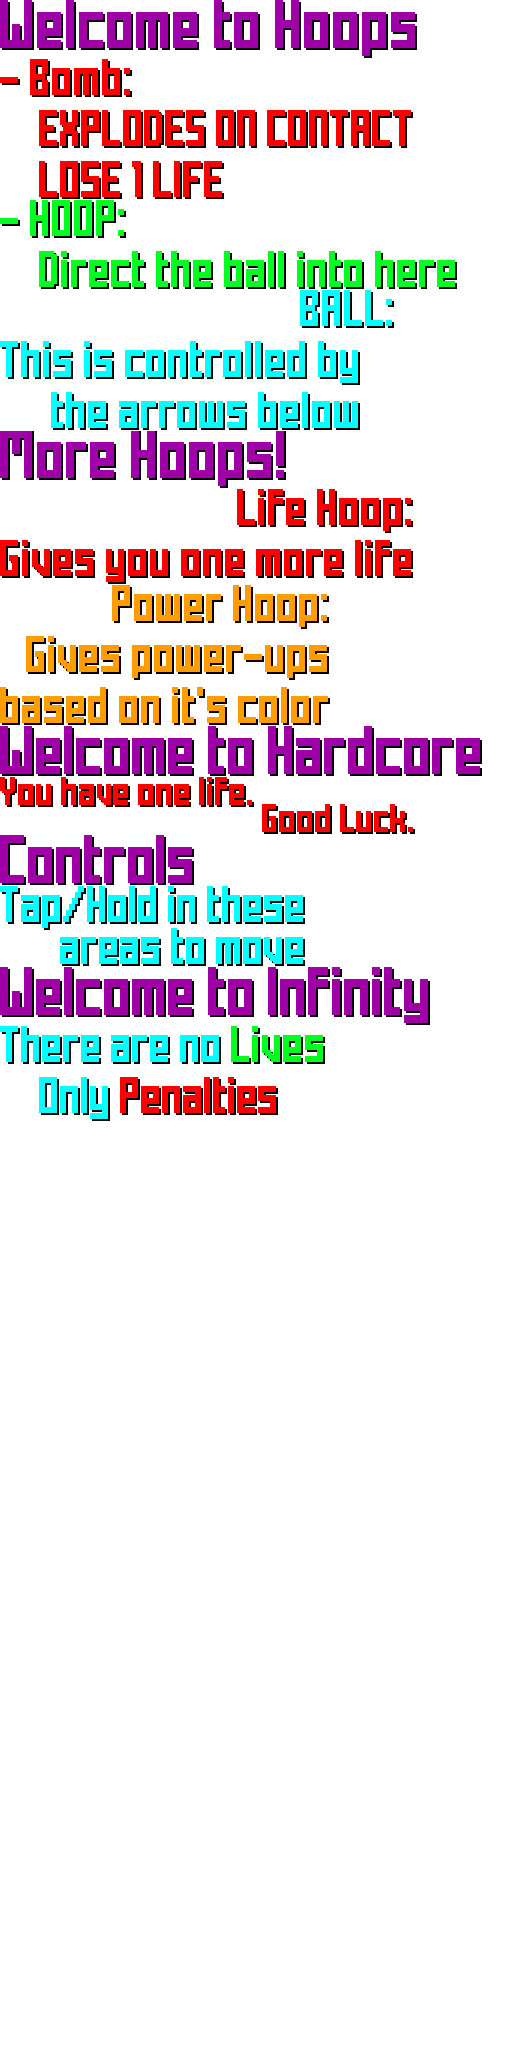 Welcome to Hoops
- Bomb:
EXPLODES ON CONTACT
LOSE 1 LIFE
- HOOP:
Direct the ball into here
BALL:
This is controlled by
the arrows below
More Hoops!
Life Hoop:
Gives you one more life
Power Hoop:
Gives power-ups
based on it's color
Welcome to Hardcore
You have one life.
Good Luck.
Controls
Tap/Hold in these
areas to move
Welcome to Infinity
There are no Lives
Only Penalties